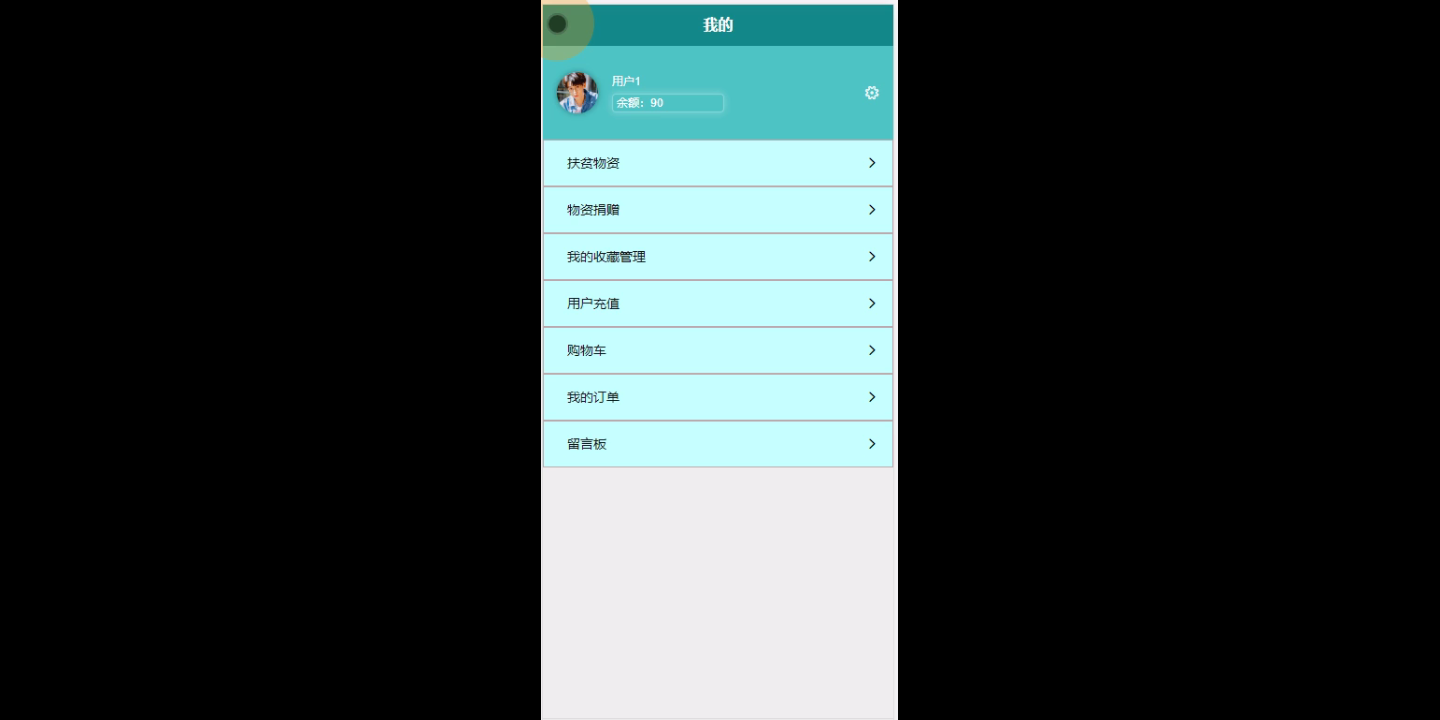 我的
用户1
余额：90
扶贫物资
物资捐赠
我的收藏管理
用户充值
购物车
我的订单
留言板